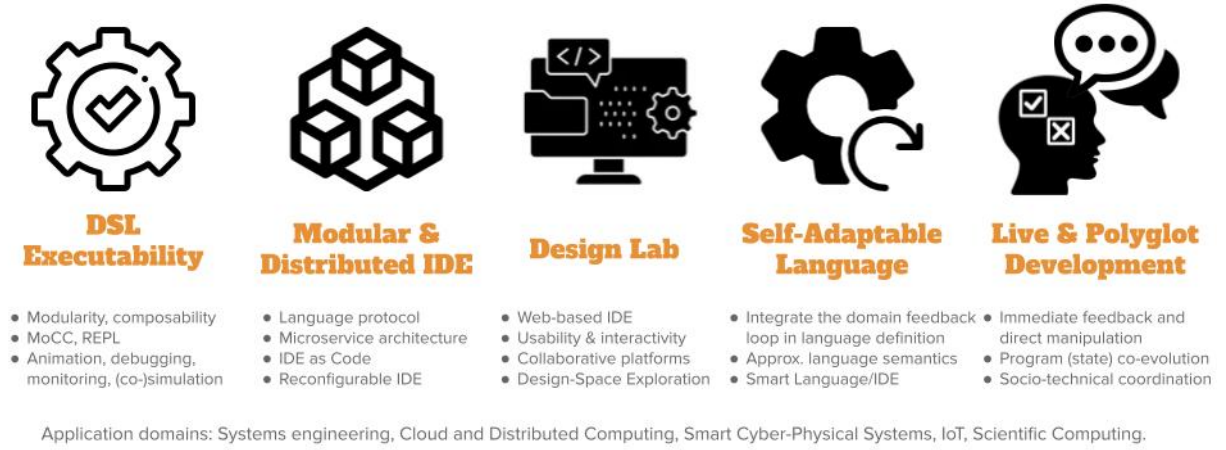 DSL
Executability
Modular &
Distributed IDE
Design Lab
Self-Adaptable
Language
Live & Polyglot
Development
● Modularity, composability
● MoCC, REPL
● Animation, debugging,
monitoring, (co-)simulation
● Language protocol
● Microservice architecture
● IDE as Code
● Reconfigurable IDE
● Web-based IDE
● Usability & interactivity
● Collaborative platforms
● Design-Space Exploration
● Integrate the domain feedback
loop in language definition
● Approx. language semantics
● Smart Language/IDE
● Immediate feedback and
direct manipulation
● Program (state) co-evolution
● Socio-technical coordination
Application domains: Systems engineering, Cloud and Distributed Computing, Smart Cyber-Physical Systems, IoT, Scientific Computing.